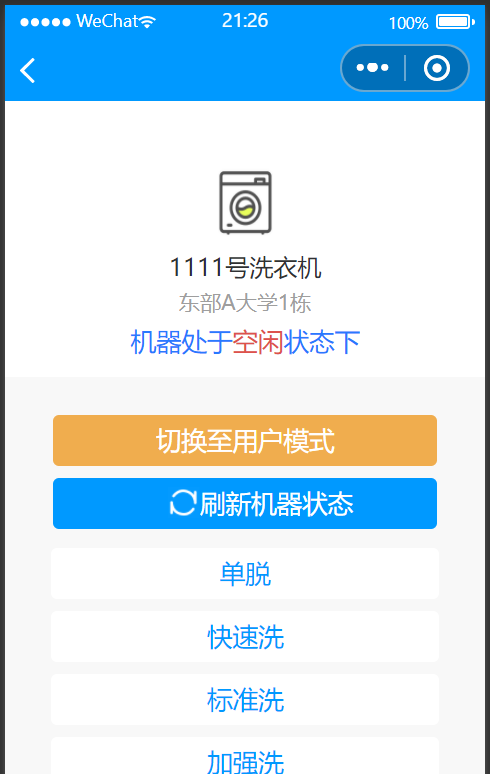 WeChat 21:26 100%
1111号洗衣机
东部A大学1栋
机器处于空闲状态下
切换至用户模式
刷新机器状态
单脱
快速洗
标准洗
加强洗